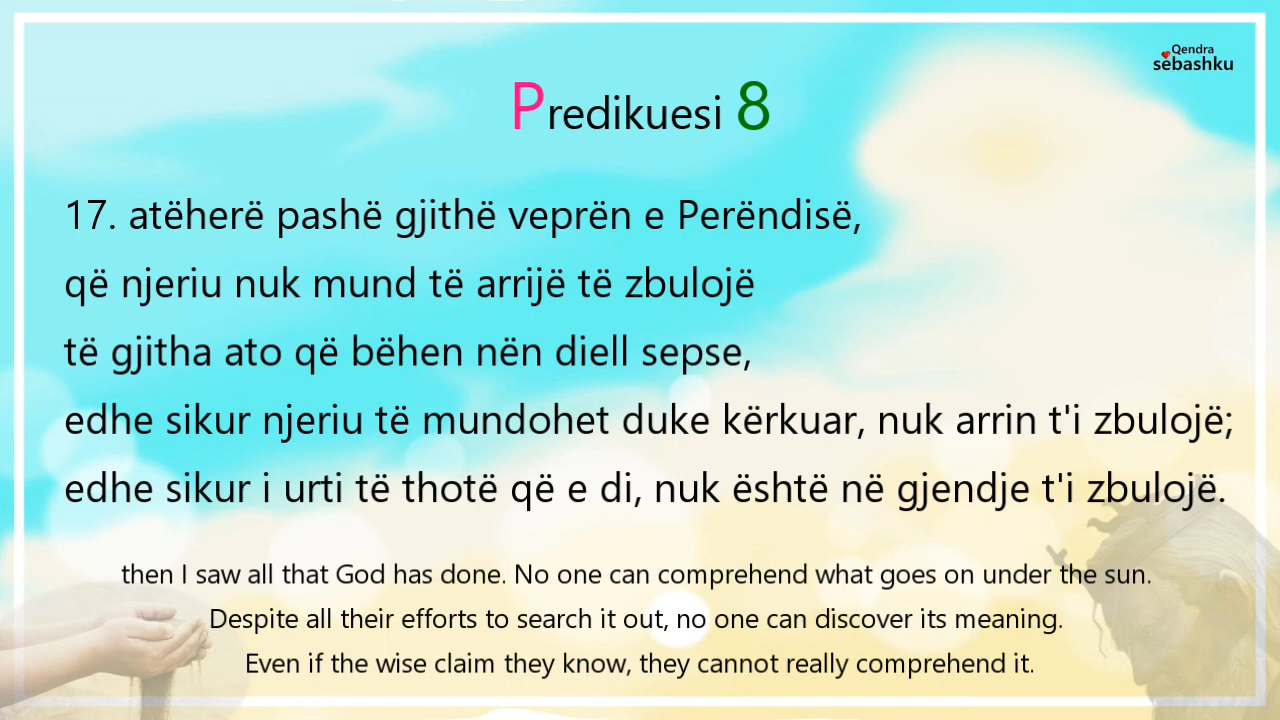 Qendra
sebashku
Predikuesi 8
17. atëherë pashë gjithë veprën e Perëndisë,
që njeriu nuk mund të arrijë të zbulojë
të gjitha ato që bëhen nën diell sepse,
edhe sikur njeriu të mundohet duke kërkuar, nuk arrin t'i zbulojë;
edhe sikur i urti të thotë që e di, nuk është në gjendje t'i zbulojë.
then I saw all that God has done. No one can comprehend what goes on under the sun.
Despite all their efforts to search it out, no one can discover its meaning.
Even if the wise claim they know, they cannot really comprehend it.